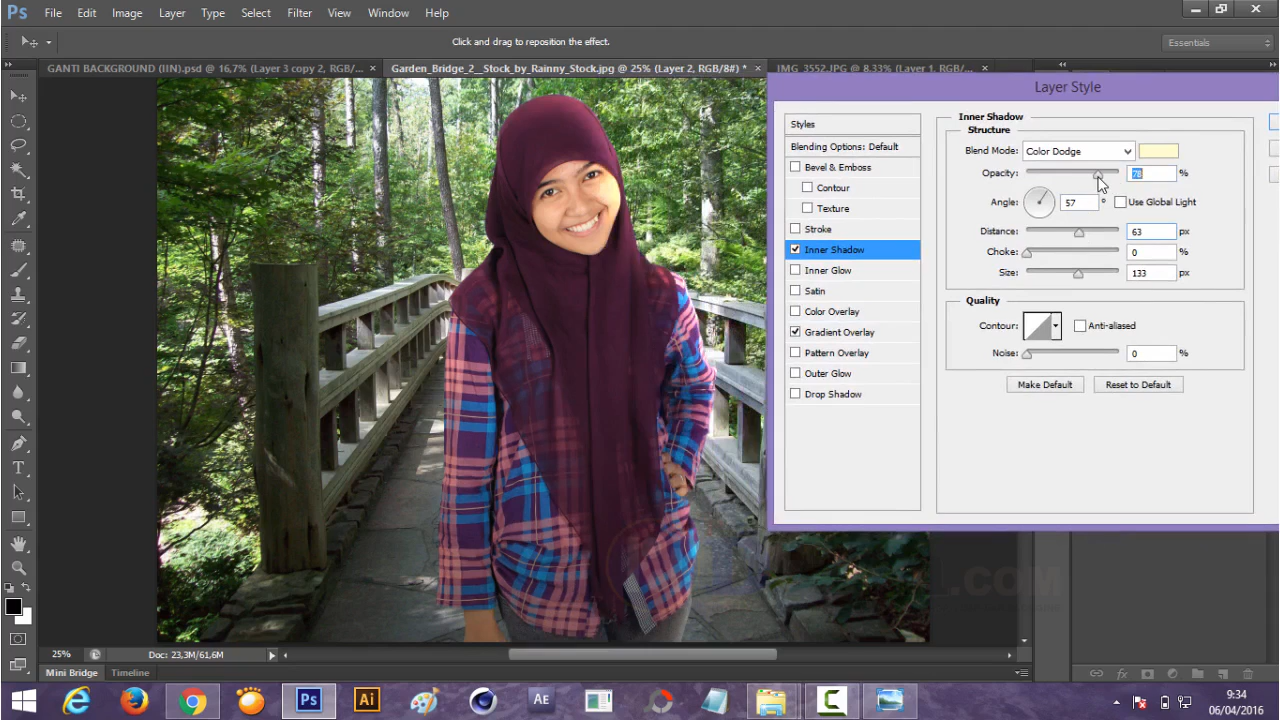 Ps File Edit Image Layer Type Select Filter View Window Help
Click and drag to reposition the effect.
Essentials
GANTI BACKGROUND (IIN).psd @ 16,7% (Layer 3 copy 2, RGB/...
Garden_Bridge_2__Stock_by_Rainny_Stock.jpg @ 25% (Layer 2, RGB/8#) *
IMG_3552.JPG @ 8.33% (Layer 1, RGB/...
Layer Style
Styles
Blending Options: Default
Bevel & Emboss
Contour
Texture
Stroke
Inner Shadow
Inner Glow
Satin
Color Overlay
Gradient Overlay
Pattern Overlay
Outer Glow
Drop Shadow
Inner Shadow
Structure
Blend Mode: Color Dodge
Opacity: 78 %
Angle: 57 ° Use Global Light
Distance: 63 px
Choke: 0 %
Size: 133 px
Quality
Contour: Anti-aliased
Noise: 0 %
Make Default Reset to Default
.COM
25% Doc: 23,3M/61,6M
Mini Bridge Timeline
fx
Ps Ai AE
9:34
06/04/2016